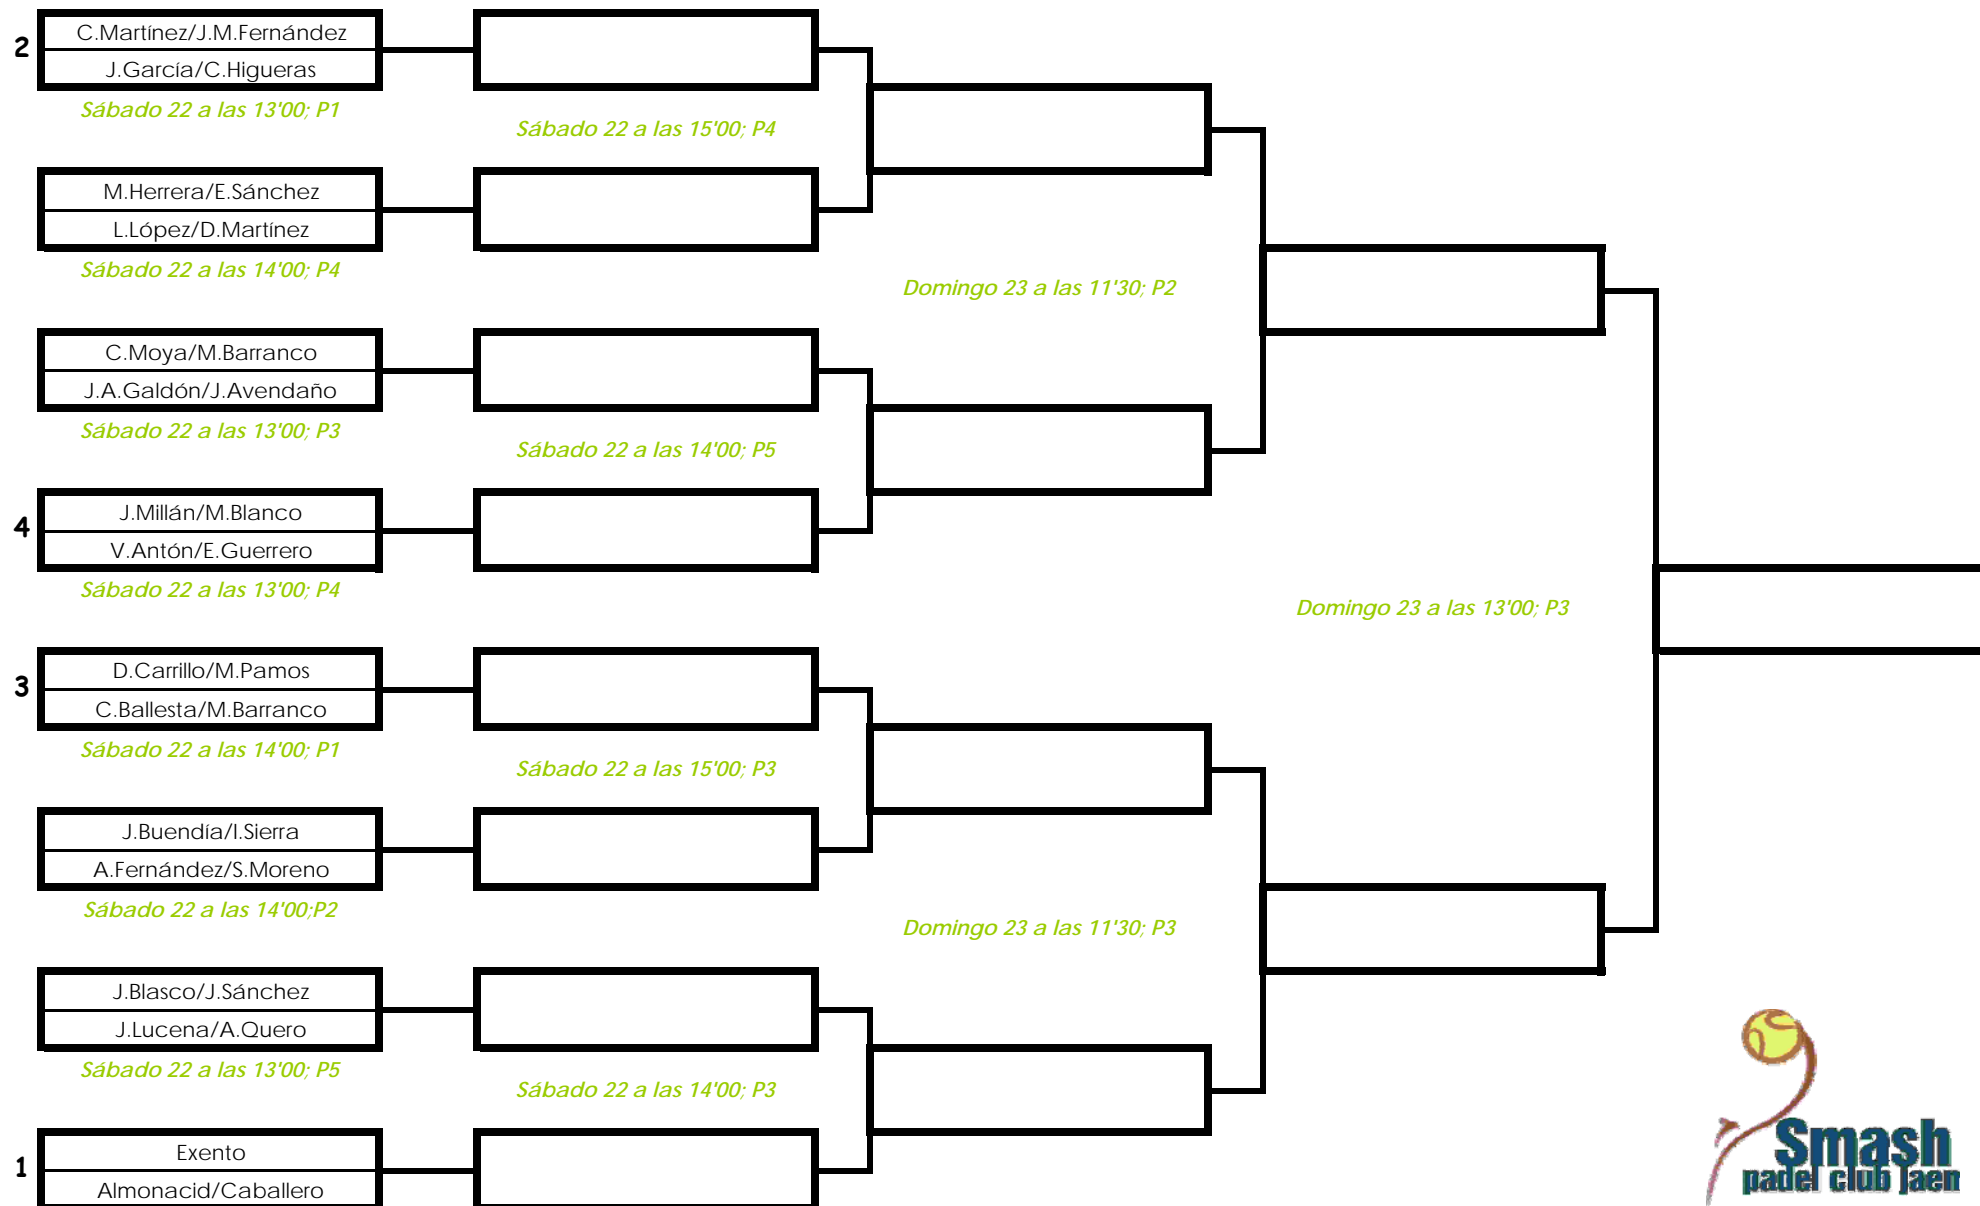 2
C.Martínez/J.M.Fernández
J.García/C.Higueras
Sábado 22 a las 13'00; P1
Sábado 22 a las 15'00; P4
M.Herrera/E.Sánchez
L.López/D.Martínez
Sábado 22 a las 14'00; P4
Domingo 23 a las 11'30; P2
C.Moya/M.Barranco
J.A.Galdón/J.Avendaño
Sábado 22 a las 13'00; P3
Sábado 22 a las 14'00; P5
4
J.Millán/M.Blanco
V.Antón/E.Guerrero
Sábado 22 a las 13'00; P4
Domingo 23 a las 13'00; P3
3
D.Carrillo/M.Pamos
C.Ballesta/M.Barranco
Sábado 22 a las 14'00; P1
Sábado 22 a las 15'00; P3
J.Buendía/I.Sierra
A.Fernández/S.Moreno
Sábado 22 a las 14'00;P2
Domingo 23 a las 11'30; P3
J.Blasco/J.Sánchez
J.Lucena/A.Quero
Sábado 22 a las 13'00; P5
Sábado 22 a las 14'00; P3
1
Exento
Almonacid/Caballero
Smash
padel club jaen